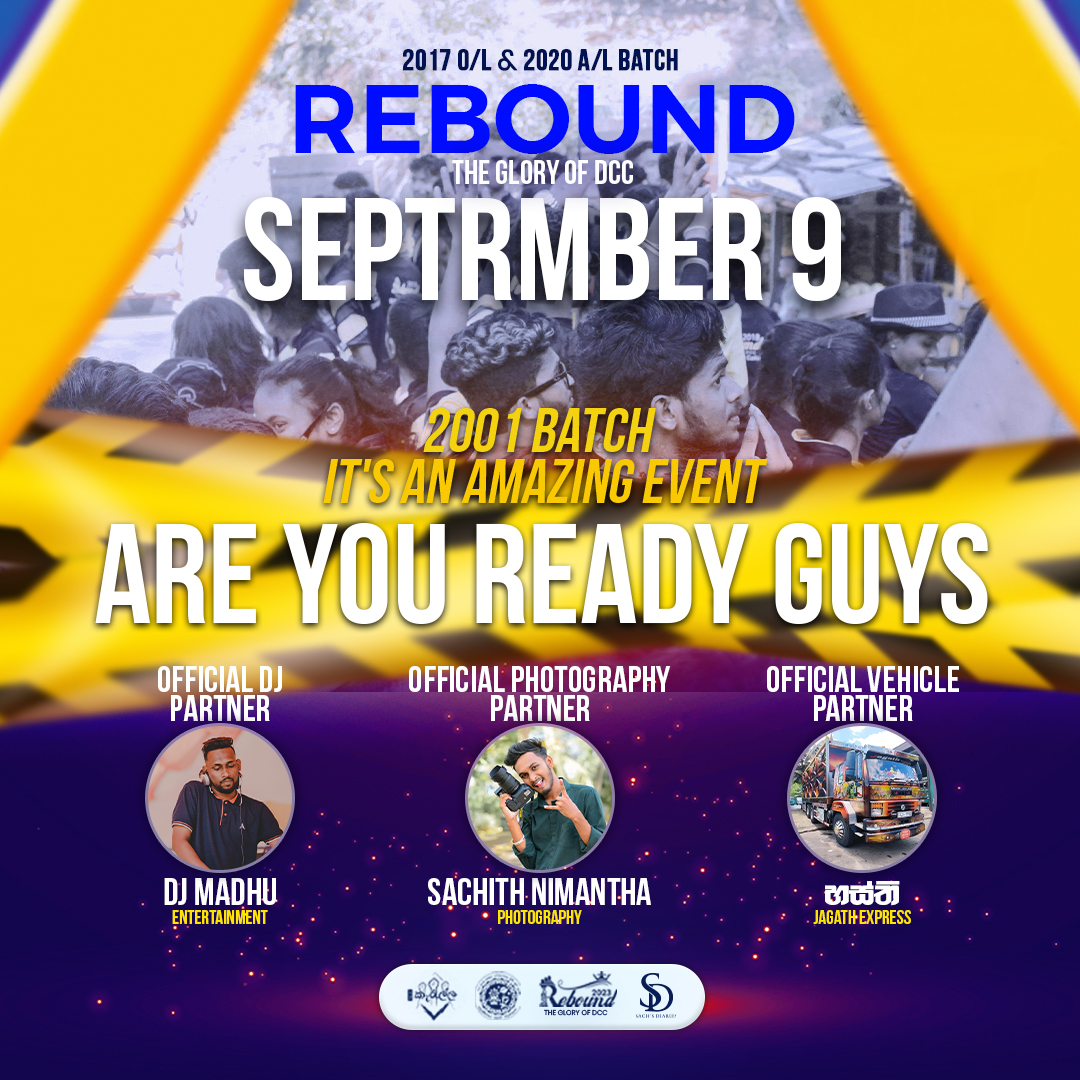 2017 O/L & 2020 A/L BATCH
REBOUND
THE GLORY OF DCC
SEPTRMBER 9
2001 BATCH
IT'S AN AMAZING EVENT
ARE YOU READY GUYS
OFFICIAL DJ
PARTNER
OFFICIAL PHOTOGRAPHY
PARTNER
OFFICIAL VEHICLE
PARTNER
DJ MADHU
ENTERTAINMENT
SACHITH NIMANTHA
PHOTOGRAPHY
හස්ති
JAGATH EXPRESS
2023
Rebound
THE GLORY OF DCC
SD
SACH'S DIARIES